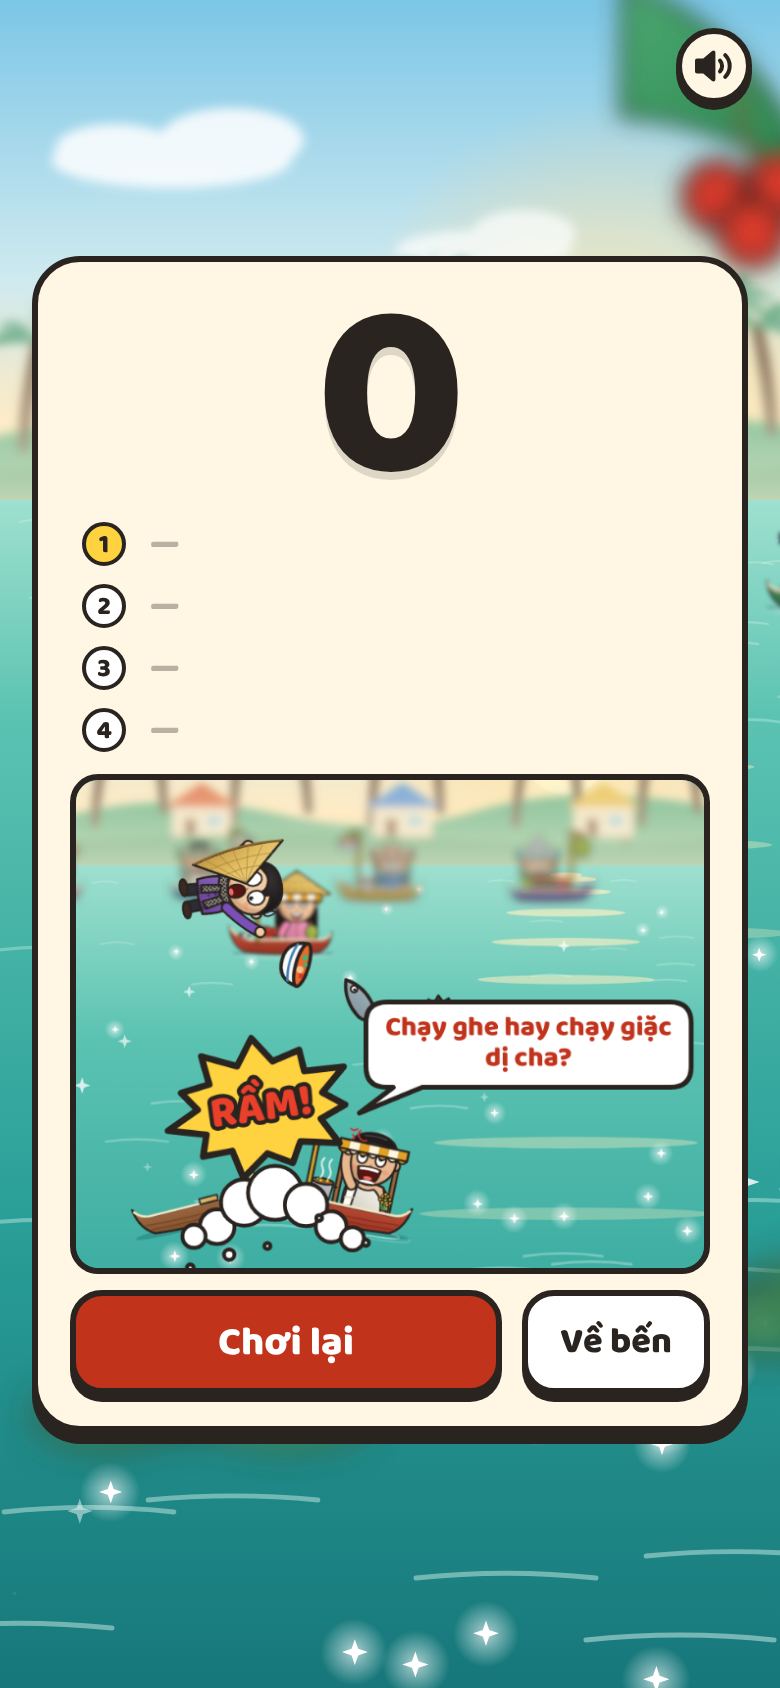 0
1 —
2 —
3 —
4 —
Chạy ghe hay chạy giặc
dị cha?
RẦM!
Chơi lại
Về bến